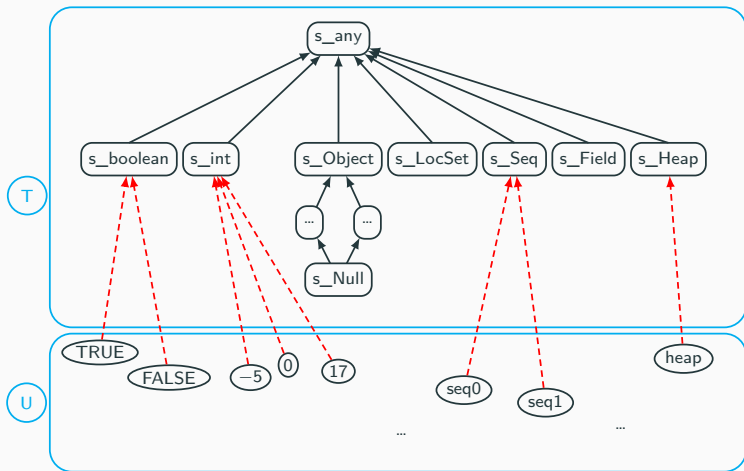 s_any
s_boolean s_int s_Object s_LocSet s_Seq s_Field s_Heap
T
... ...
s_Null
TRUE FALSE −5 0 17 seq0 seq1 heap
U
... ...